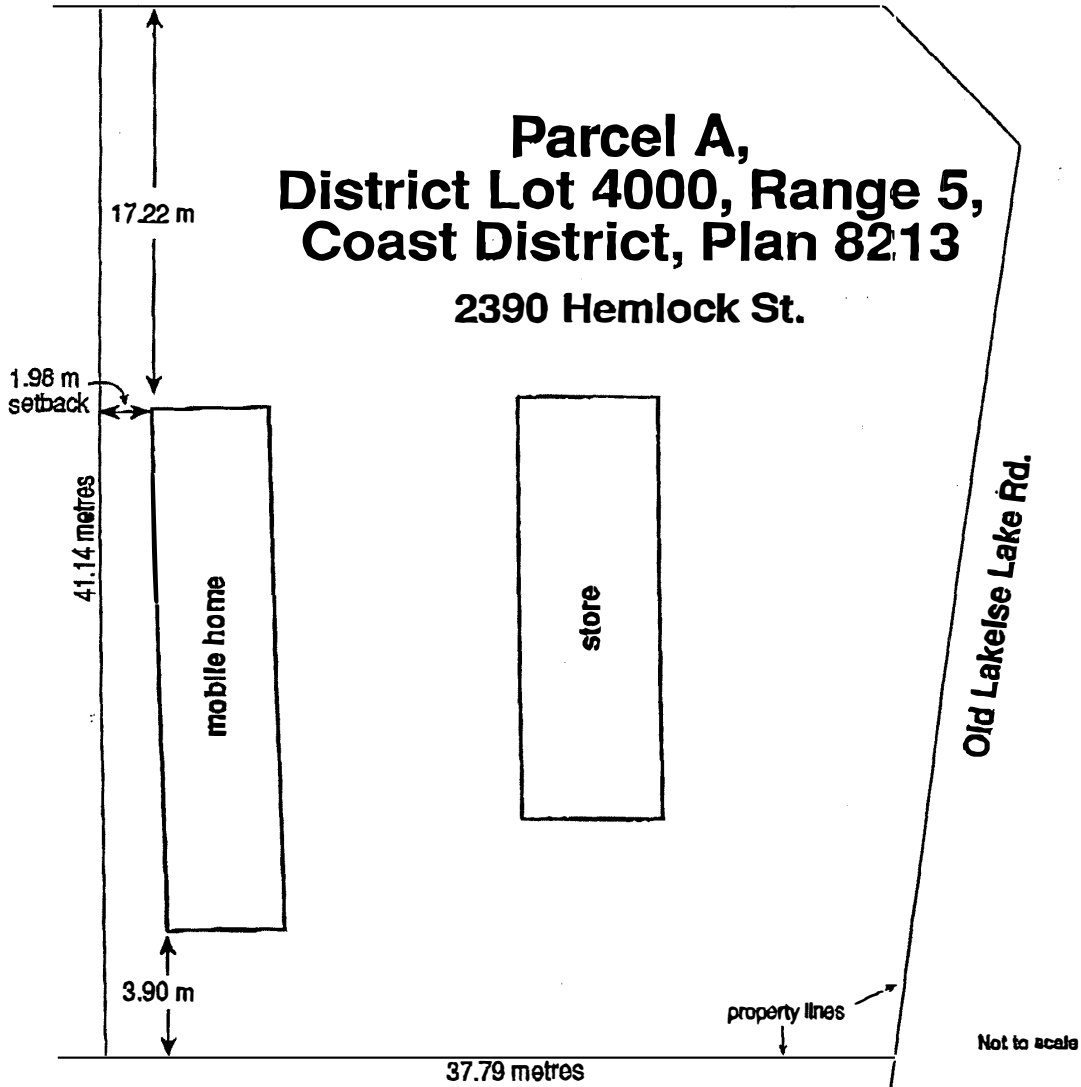 17.22 m
Parcel A,
District Lot 4000, Range 5,
Coast District, Plan 8213
2390 Hemlock St.
1.98 m
setback
41.14 metres
mobile home
store
Old Lakelse Lake Rd.
3.90 m
property lines
Not to scale
37.79 metres